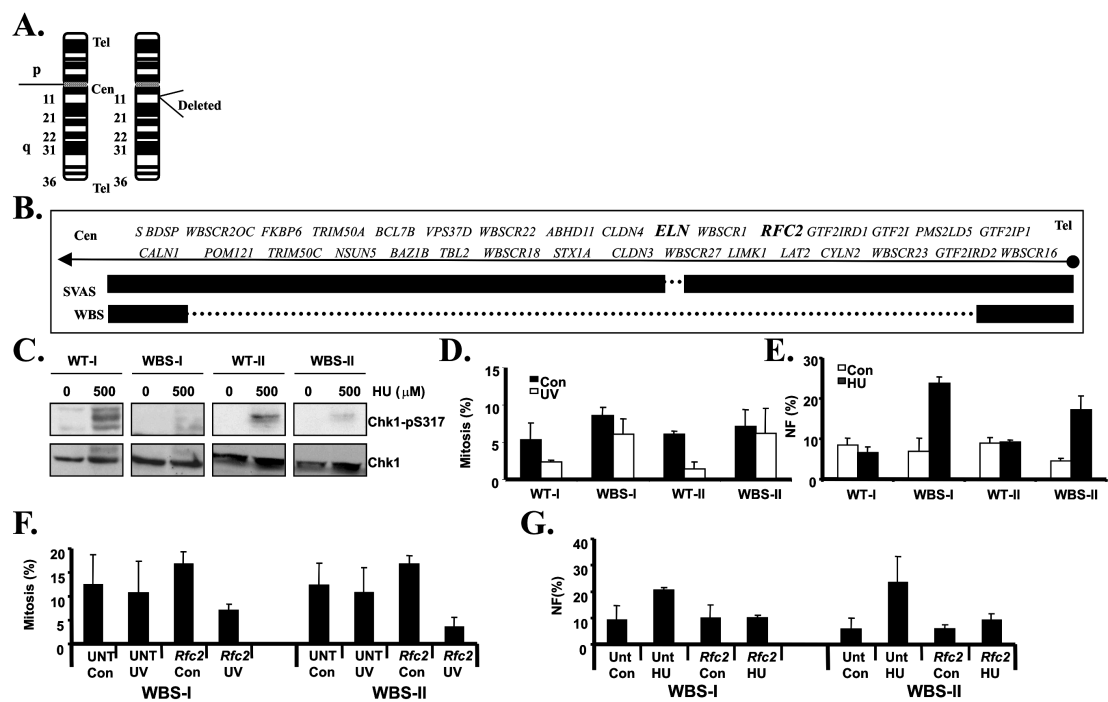 A.
Tel Tel
p
Cen
11 11 Deleted
21 21
22 22
q 31 31
36 Tel 36
B.
Cen S BDSP WBSCR2OC FKBP6 TRIM50A BCL7B VPS37D WBSCR22 ABHD11 CLDN4 ELN WBSCR1 RFC2 GTF2IRD1 GTF2I PMS2LD5 GTF2IP1 Tel
CALN1 POM121 TRIM50C NSUN5 BAZ1B TBL2 WBSCR18 STX1A CLDN3 WBSCR27 LIMK1 LAT2 CYLN2 WBSCR23 GTF2IRD2 WBSCR16
SVAS
WBS
C.
WT-I WBS-I WT-II WBS-II
0 500 0 500 0 500 0 500 HU (μM)
Chk1-pS317
Chk1
D.
15
10
5
0
Mitosis (%)
Con
UV
WT-I WBS-I WT-II WBS-II
E.
30
20
10
0
NF (%)
Con
HU
WT-I WBS-I WT-II WBS-II
F.
20
15
10
5
0
Mitosis (%)
UNT UNT Rfc2 Rfc2 UNT UNT Rfc2 Rfc2
Con UV Con UV Con UV Con UV
WBS-I WBS-II
G.
40
30
20
10
0
NF(%)
Unt Unt Rfc2 Rfc2 Unt Unt Rfc2 Rfc2
Con HU Con HU Con HU Con HU
WBS-I WBS-II